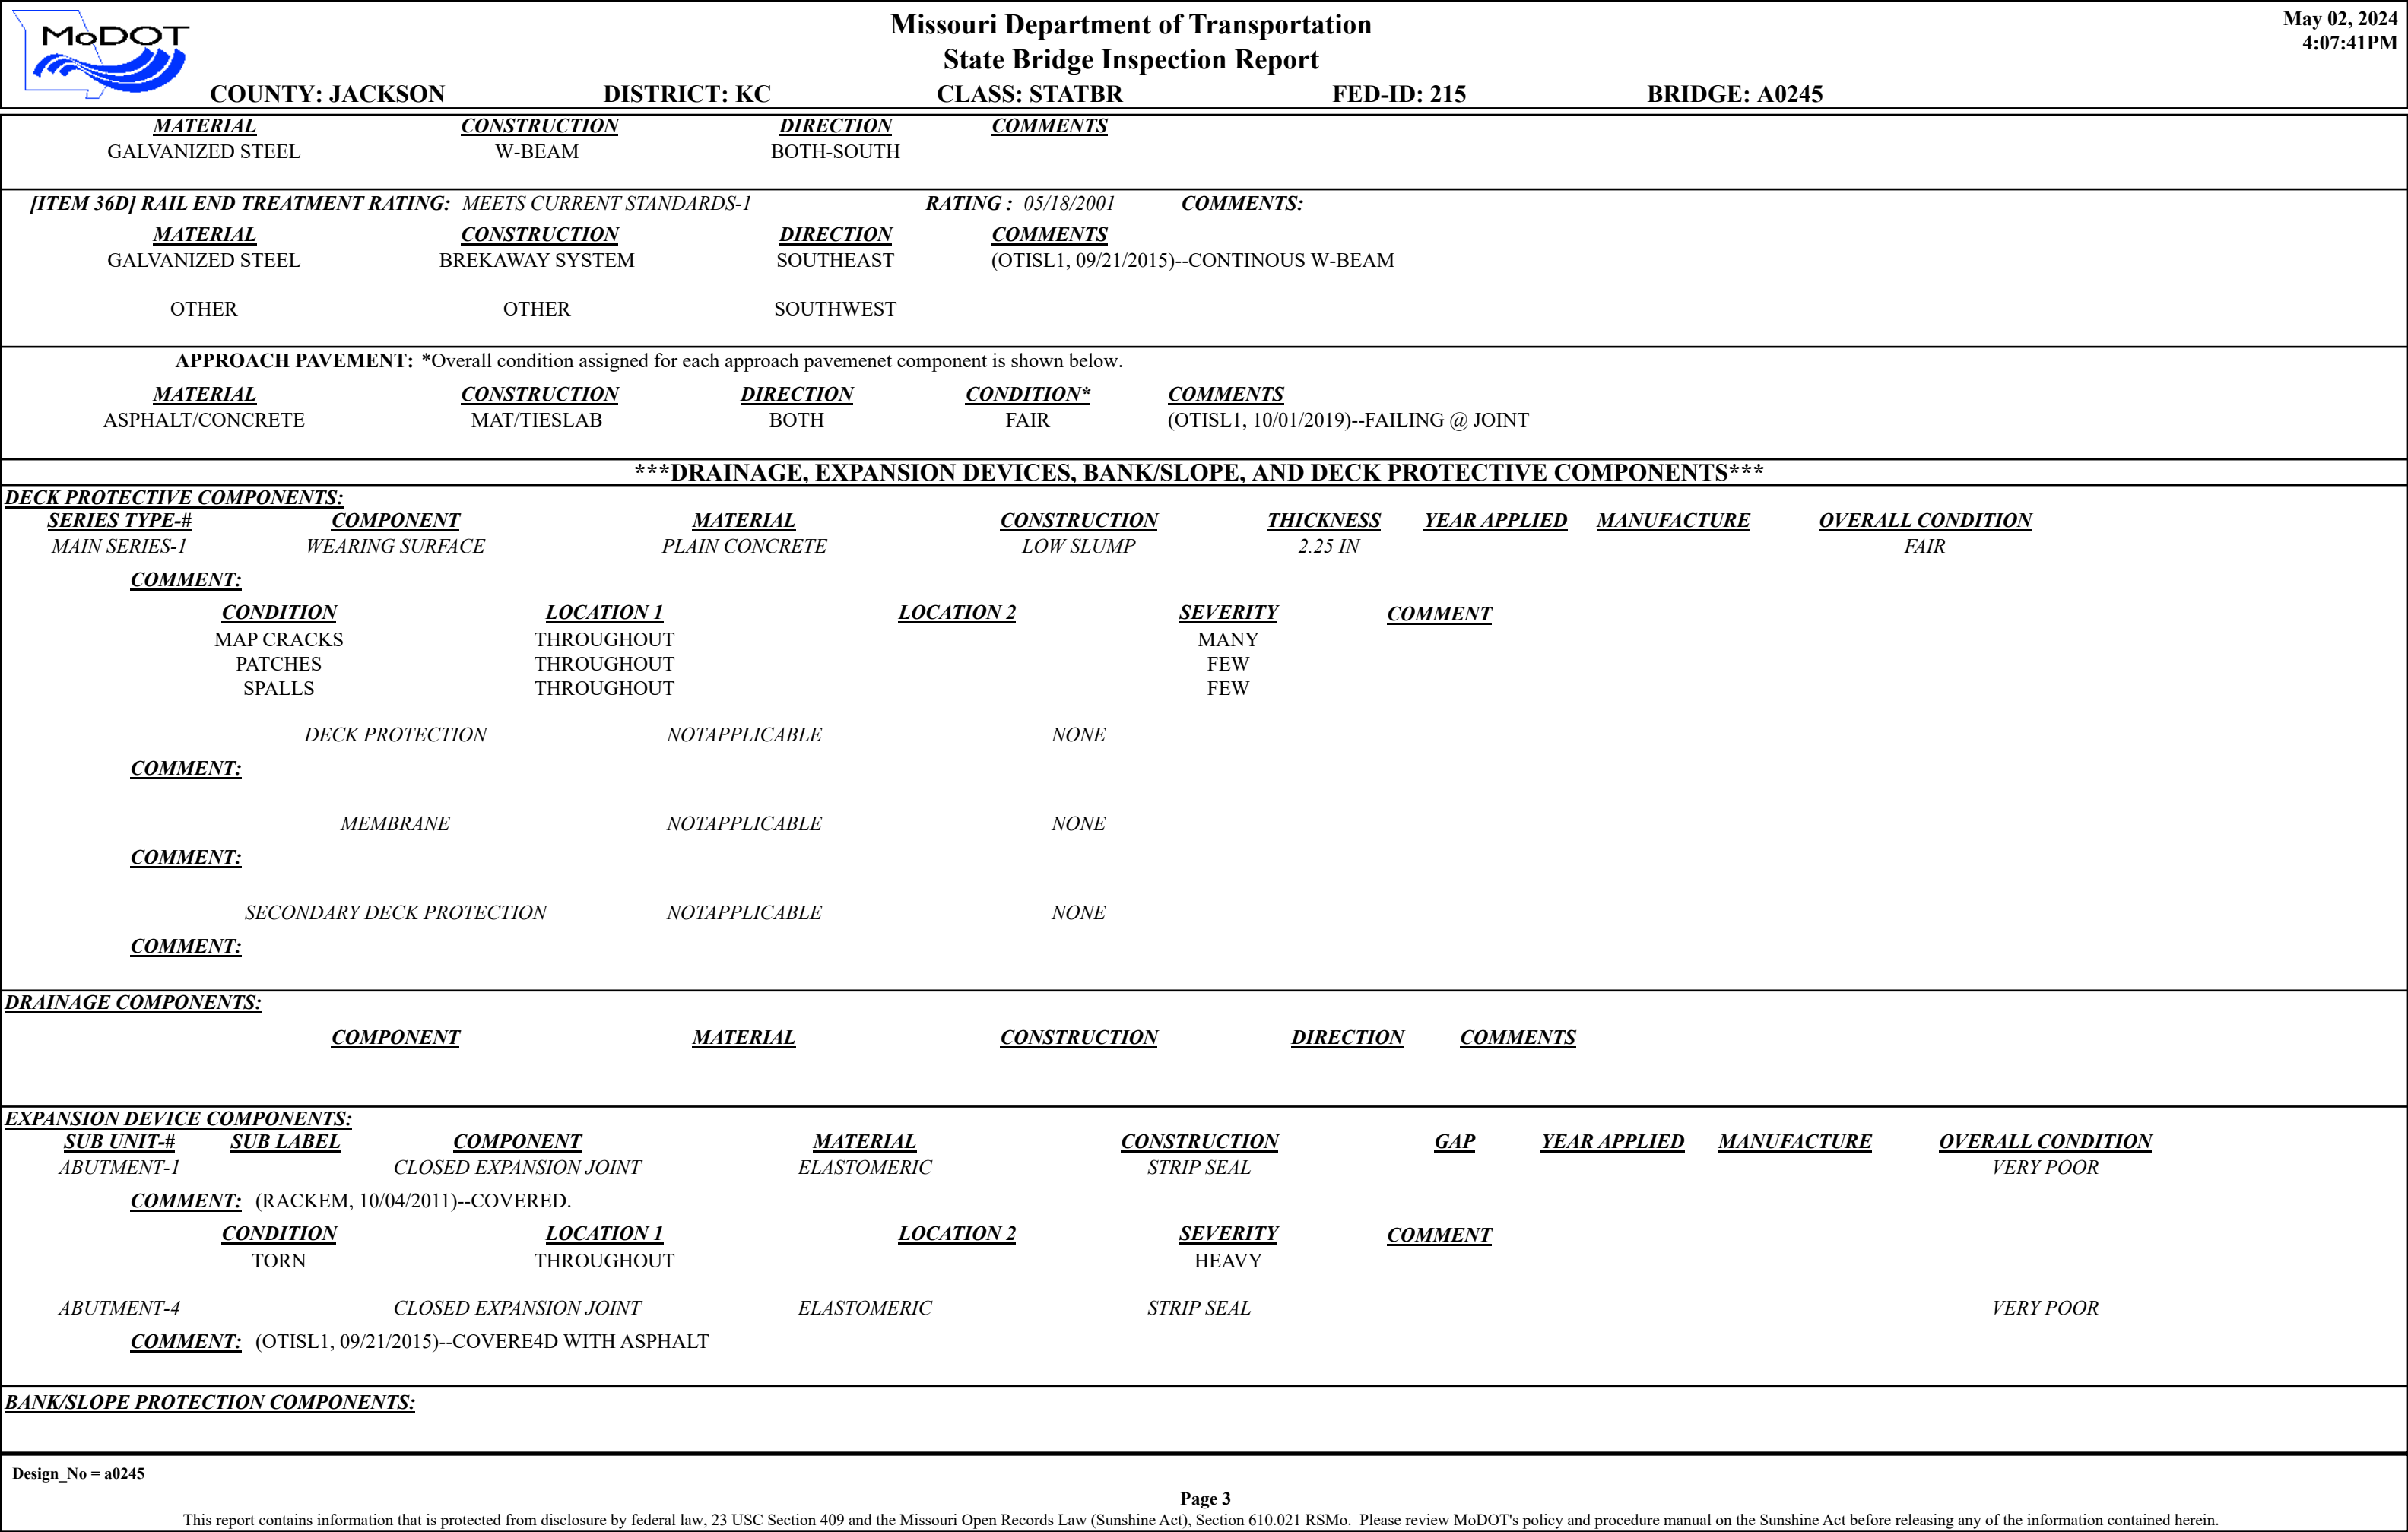 MoDOT
Missouri Department of Transportation
State Bridge Inspection Report
May 02, 2024
4:07:41PM
COUNTY: JACKSON DISTRICT: KC CLASS: STATBR FED-ID: 215 BRIDGE: A0245
MATERIAL CONSTRUCTION DIRECTION COMMENTS
GALVANIZED STEEL W-BEAM BOTH-SOUTH
[ITEM 36D] RAIL END TREATMENT RATING: MEETS CURRENT STANDARDS-1 RATING : 05/18/2001 COMMENTS:
MATERIAL CONSTRUCTION DIRECTION COMMENTS
GALVANIZED STEEL BREKAWAY SYSTEM SOUTHEAST (OTISL1, 09/21/2015)--CONTINOUS W-BEAM
OTHER OTHER SOUTHWEST
APPROACH PAVEMENT: *Overall condition assigned for each approach pavemenet component is shown below.
MATERIAL CONSTRUCTION DIRECTION CONDITION* COMMENTS
ASPHALT/CONCRETE MAT/TIESLAB BOTH FAIR (OTISL1, 10/01/2019)--FAILING @ JOINT
***DRAINAGE, EXPANSION DEVICES, BANK/SLOPE, AND DECK PROTECTIVE COMPONENTS***
DECK PROTECTIVE COMPONENTS:
SERIES TYPE-# COMPONENT MATERIAL CONSTRUCTION THICKNESS YEAR APPLIED MANUFACTURE OVERALL CONDITION
MAIN SERIES-1 WEARING SURFACE PLAIN CONCRETE LOW SLUMP 2.25 IN FAIR
COMMENT:
CONDITION LOCATION 1 LOCATION 2 SEVERITY COMMENT
MAP CRACKS THROUGHOUT MANY
PATCHES THROUGHOUT FEW
SPALLS THROUGHOUT FEW
DECK PROTECTION NOTAPPLICABLE NONE
COMMENT:
MEMBRANE NOTAPPLICABLE NONE
COMMENT:
SECONDARY DECK PROTECTION NOTAPPLICABLE NONE
COMMENT:
DRAINAGE COMPONENTS:
COMPONENT MATERIAL CONSTRUCTION DIRECTION COMMENTS
EXPANSION DEVICE COMPONENTS:
SUB UNIT-# SUB LABEL COMPONENT MATERIAL CONSTRUCTION GAP YEAR APPLIED MANUFACTURE OVERALL CONDITION
ABUTMENT-1 CLOSED EXPANSION JOINT ELASTOMERIC STRIP SEAL VERY POOR
COMMENT: (RACKEM, 10/04/2011)--COVERED.
CONDITION LOCATION 1 LOCATION 2 SEVERITY COMMENT
TORN THROUGHOUT HEAVY
ABUTMENT-4 CLOSED EXPANSION JOINT ELASTOMERIC STRIP SEAL VERY POOR
COMMENT: (OTISL1, 09/21/2015)--COVERE4D WITH ASPHALT
BANK/SLOPE PROTECTION COMPONENTS:
Design_No = a0245
Page 3
This report contains information that is protected from disclosure by federal law, 23 USC Section 409 and the Missouri Open Records Law (Sunshine Act), Section 610.021 RSMo. Please review MoDOT's policy and procedure manual on the Sunshine Act before releasing any of the information contained herein.